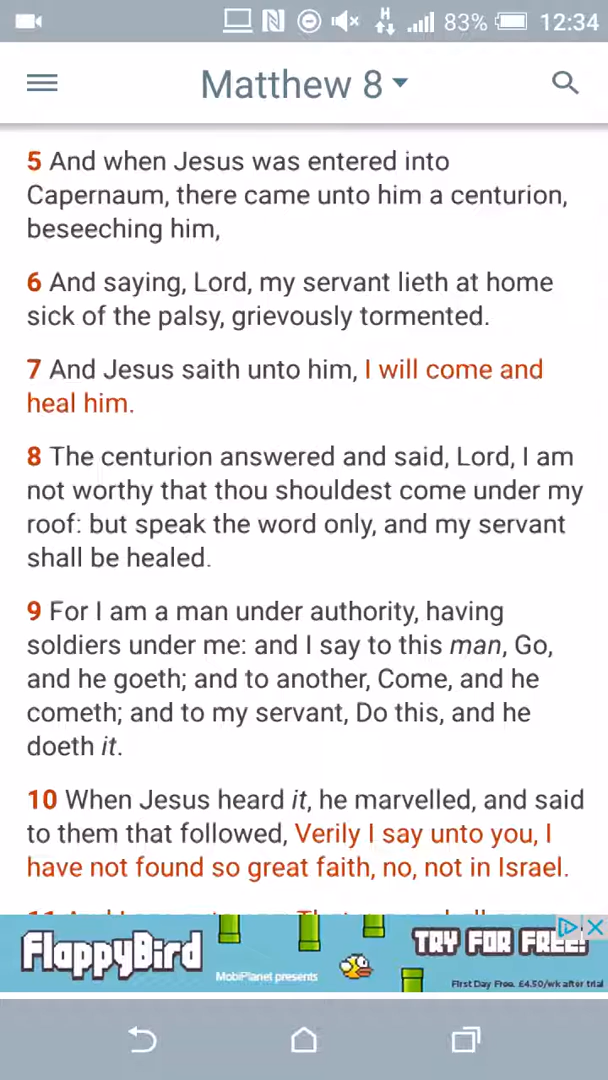 H 83% 12:34
Matthew 8
5 And when Jesus was entered into
Capernaum, there came unto him a centurion,
beseeching him,
6 And saying, Lord, my servant lieth at home
sick of the palsy, grievously tormented.
7 And Jesus saith unto him, I will come and
heal him.
8 The centurion answered and said, Lord, I am
not worthy that thou shouldest come under my
roof: but speak the word only, and my servant
shall be healed.
9 For I am a man under authority, having
soldiers under me: and I say to this man, Go,
and he goeth; and to another, Come, and he
cometh; and to my servant, Do this, and he
doeth it.
10 When Jesus heard it, he marvelled, and said
to them that followed, Verily I say unto you, I
have not found so great faith, no, not in Israel.
FlappyBird
MobiPlanet presents
TRY FOR FREE!
First Day Free. £4.50/wk after trial